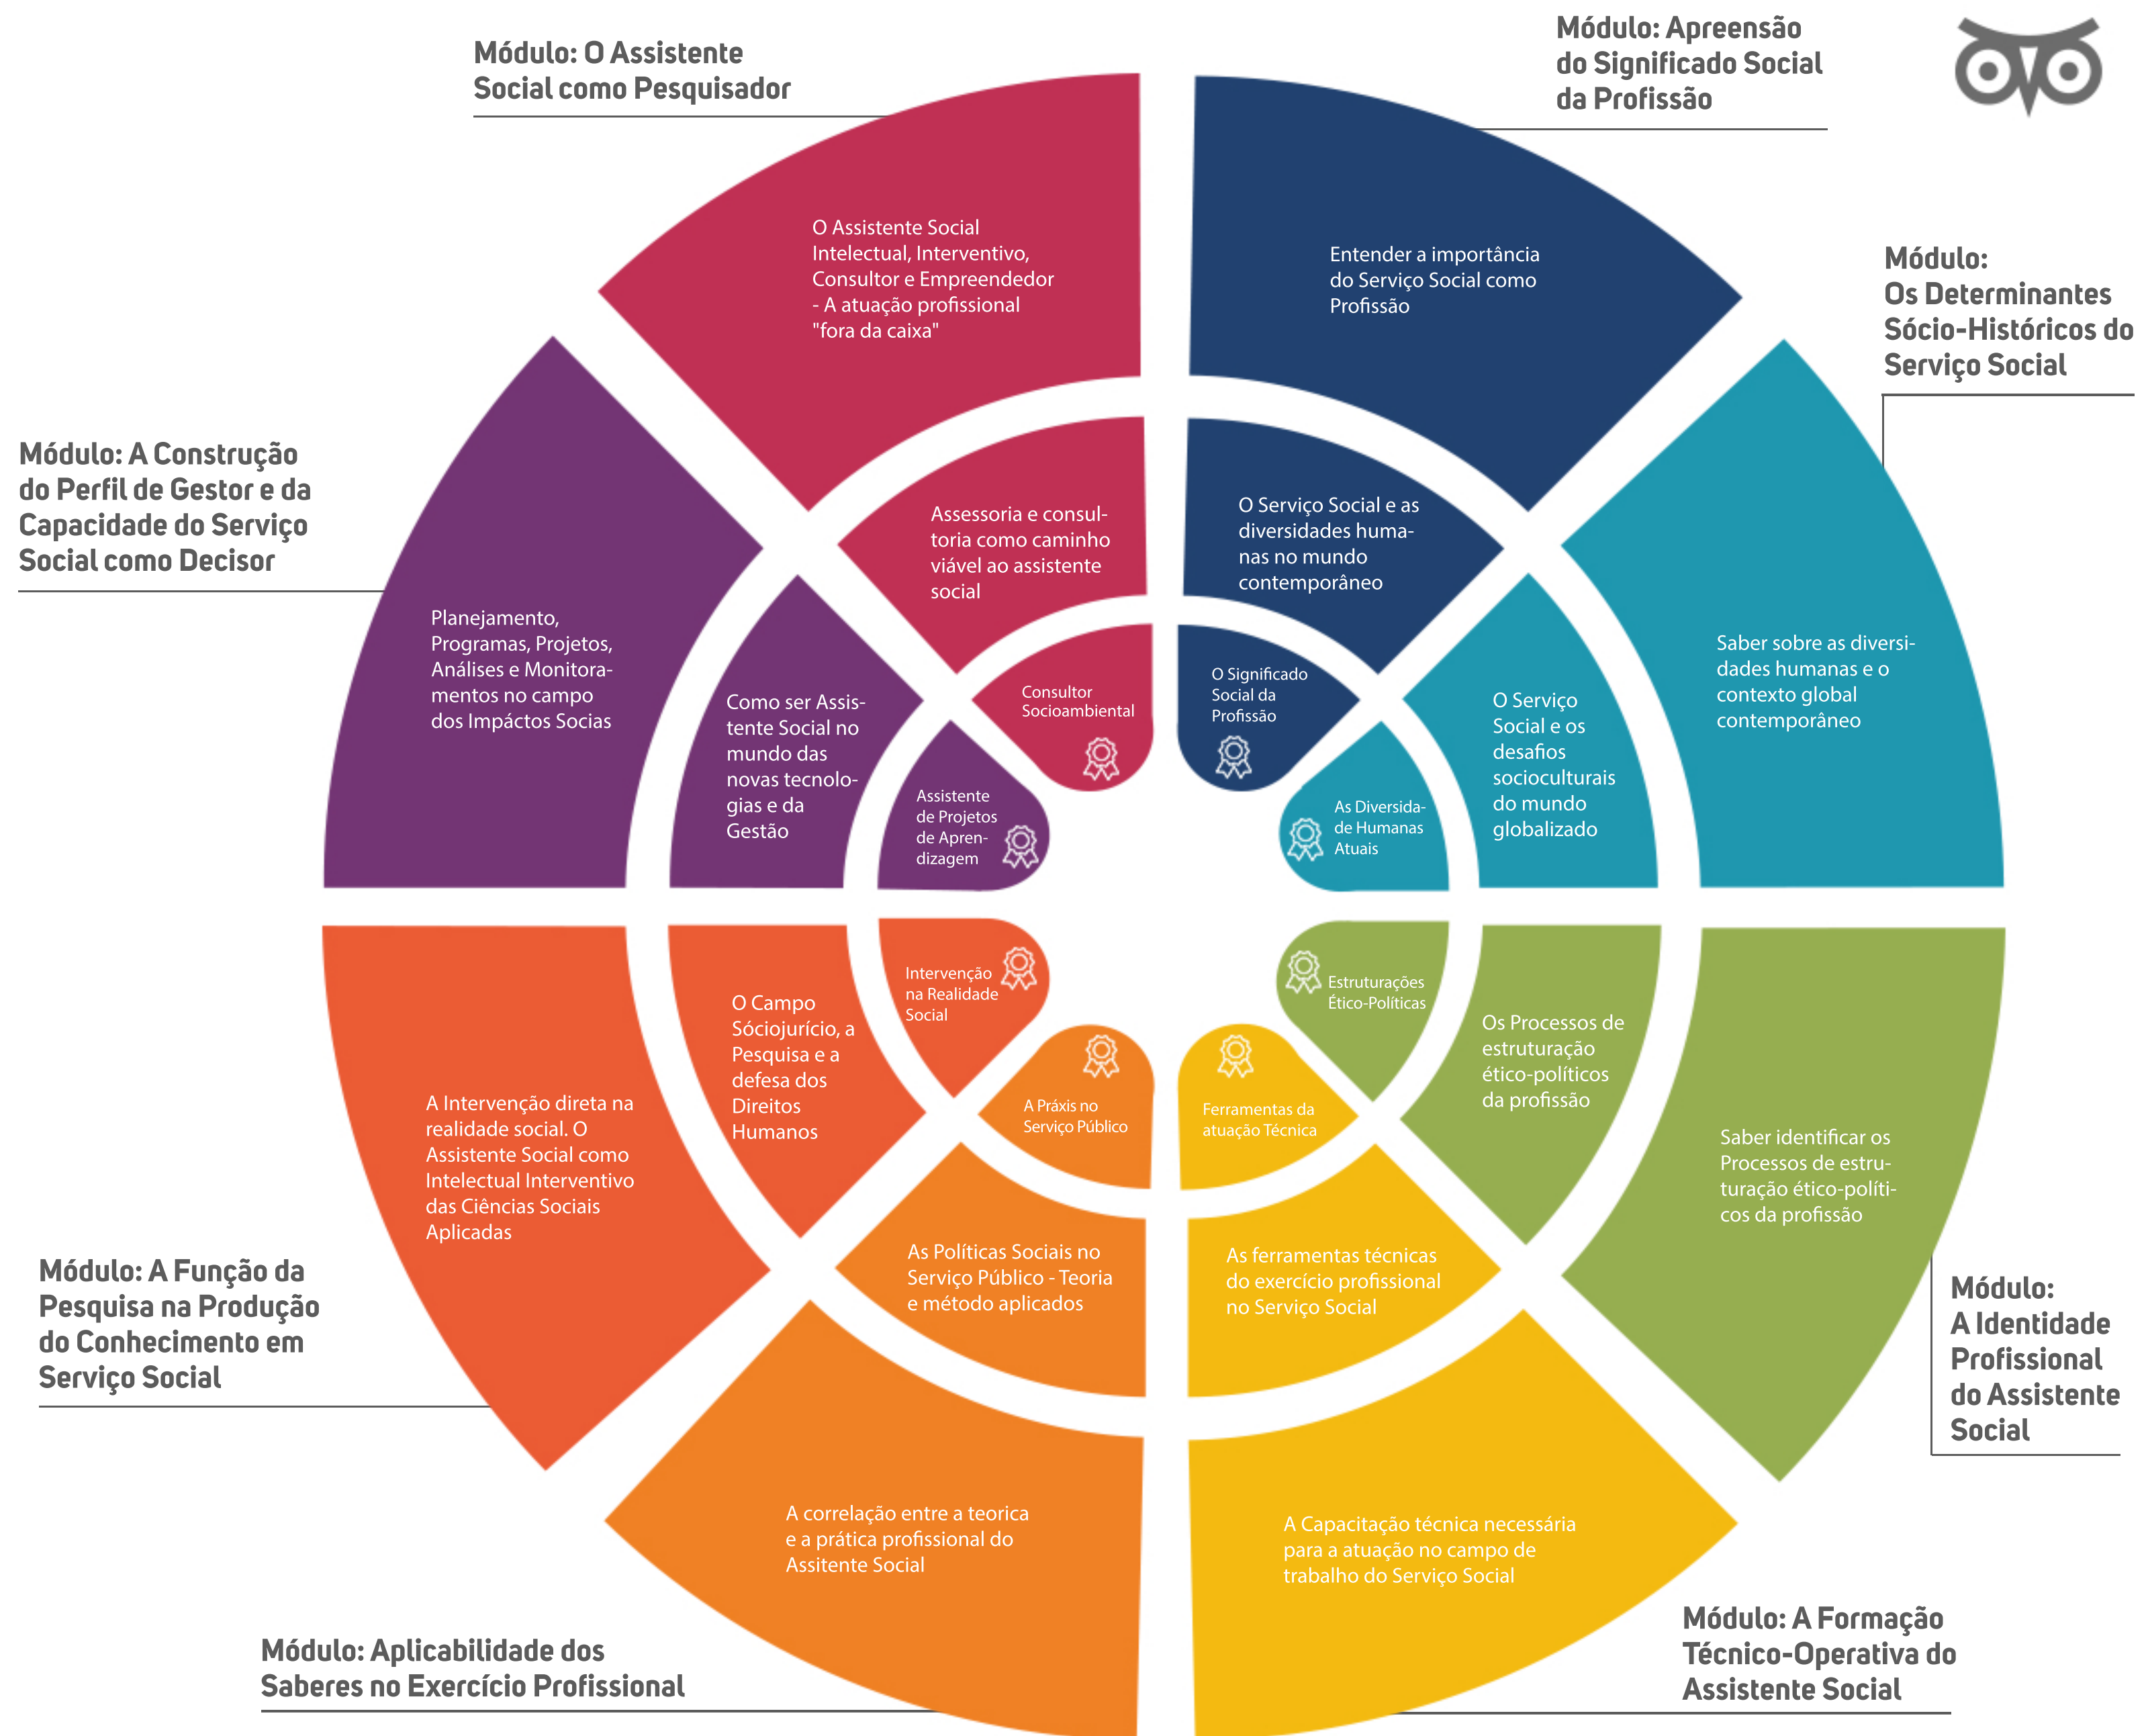 Módulo: O Assistente
Social como Pesquisador
Módulo: Apreensão
do Significado Social
da Profissão
Módulo:
Os Determantes
Sócio-Históricos do
Serviço Social
Módulo: A Construção
do Perfil de Gestor e da
Capacidade do Serviço
Social como Decisor
O Assistente Social
Intelectual, Interventivo,
Consultor e Empreendedor
- A atuação profissional
"fora da caixa"
Entender a importância
do Serviço Social como
Profissão
Assessoria e consul-
toria como caminho
viável ao assistente
social
O Serviço Social e as
diversidades huma-
nas no mundo
contemporâneo
Planejamento,
Programas, Projetos,
Análises e Monitora-
mentos no campo
dos Impáctos Socias
Como ser Assis-
tente Social no
mundo das
novas tecnolo-
gias e da
Gestão
Consultor
Socioambiental
O Significado
Social da
Profissão
O Serviço
Social e os
desafios
socioculturais
do mundo
globalizado
Saber sobre as diversi-
dades humanas e o
contexto global
contemporâneo
Assistente
de Projetos
de Apren-
dizagem
As Diversida-
de Humanas
Atuais
Intervenção
na Realidade
Social
Estruturações
Ético-Políticas
O Campo
Sóciojurício, a
Pesquisa e a
defesa dos
Direitos
Humanos
Os Processos de
estruturação
ético-políticos
da profissão
A Intervenção direta na
realidade social. O
Assistente Social como
Intelectual Interventivo
das Ciências Sociais
Aplicadas
A Práxis no
Serviço Público
Ferramentas da
atuação Técnica
Saber identificar os
Processos de estru-
turação ético-políti-
cos da profissão
As Políticas Sociais no
Serviço Público - Teoria
e método aplicados
As ferramentas técnicas
do exercício profissional
no Serviço Social
Módulo: A Função da
Pesquisa na Produção
do Conhecimento em
Serviço Social
Módulo:
A Identidade
Profissional
do Assistente
Social
A correlação entre a teorica
e a prática profissional do
Assitente Social
A Capacitação técnica necessária
para a atuação no campo de
trabalho do Serviço Social
Módulo: Aplicabilidade dos
Saberes no Exercício Profissional
Módulo: A Formação
Técnico-Operativa do
Assistente Social